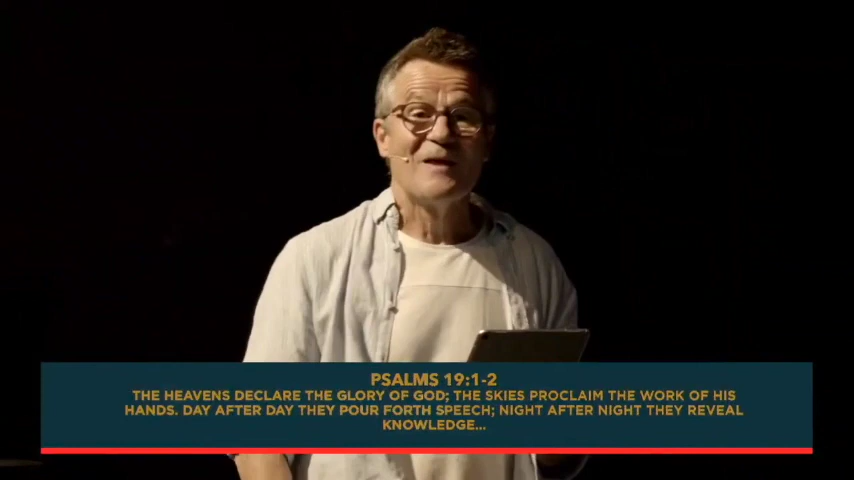 PSALMS 19:1-2
THE HEAVENS DECLARE THE GLORY OF GOD; THE SKIES PROCLAIM THE WORK OF HIS
HANDS. DAY AFTER DAY THEY POUR FORTH SPEECH; NIGHT AFTER NIGHT THEY REVEAL
KNOWLEDGE...